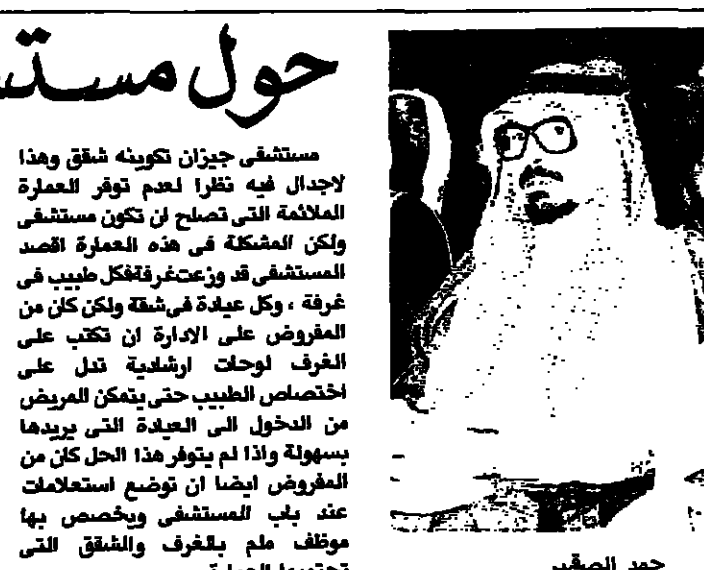 حول مستش
مستشفى جيزان تكوينه شقق وهذا
لاجدال فيه نظرا لعدم توفر العمارة
الملائمة التى تصلح ان تكون مستشفى
ولكن المشكلة فى هذه العمارة اقصد
المستشفى قد وزعت غرفة فكل طبيب فى
غرفة ، وكل عيادة فى شقة ولكن كان من
المفروض على الادارة ان تكتب على
الغرف لوحات ارشادية تدل على
اختصاص الطبيب حتى يتمكن المريض
من الدخول الى العيادة التى يريدها
بسهولة واذا لم يتوفر هذا الحل كان من
المفروض ايضا ان توضع استعلامات
عند باب المستشفى ويخصص بها
موظف ملم بالغرف والشقق التى
حمد الصقير